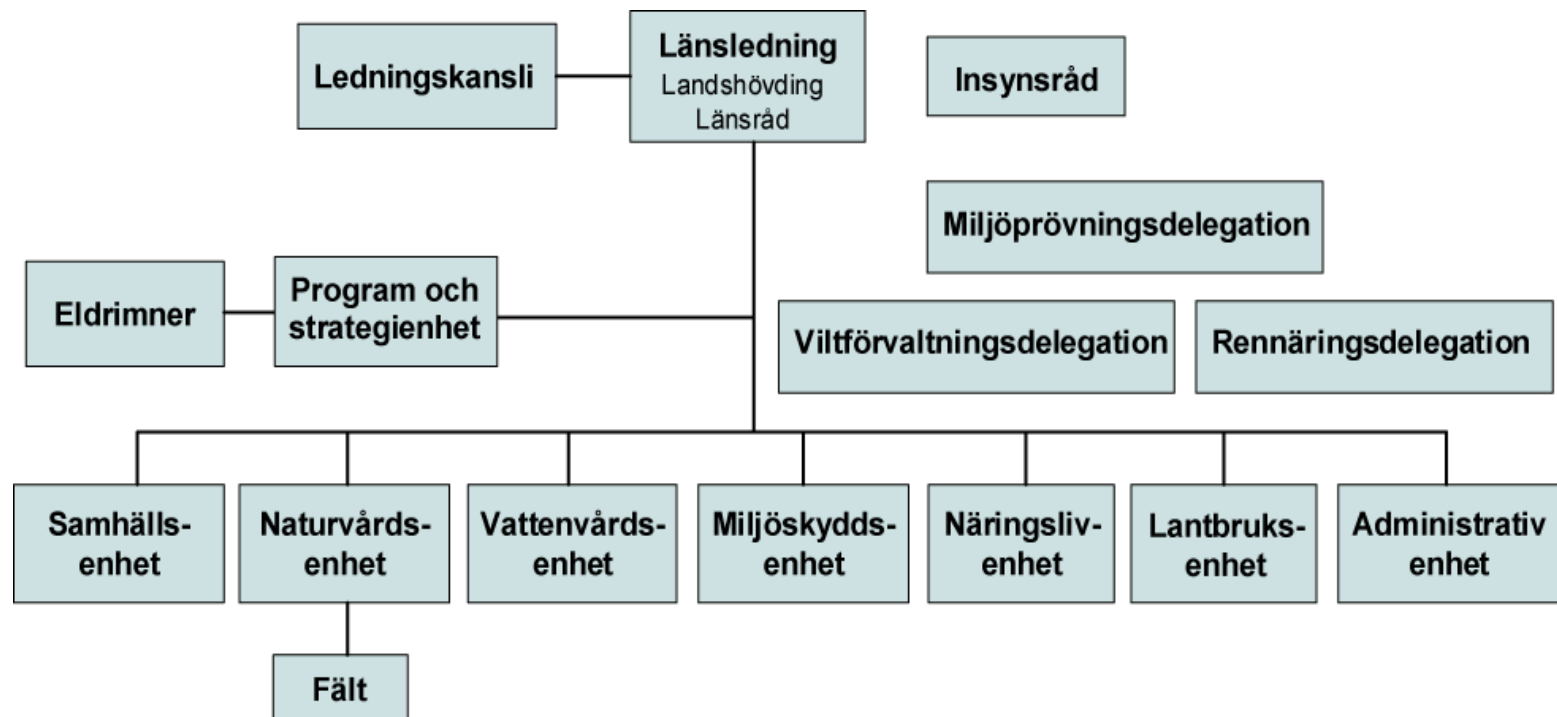 Ledningskansli
Länsledning
Landshövding
Länsråd
Insynsråd
Miljöprövningsdelegation
Eldrimner
Program och
strategienhet
Viltförvaltningsdelegation
Rennäringsdelegation
Samhälls-
enhet
Naturvårds-
enhet
Vattenvårds-
enhet
Miljöskydds-
enhet
Näringsliv-
enhet
Lantbruks-
enhet
Administrativ
enhet
Fält